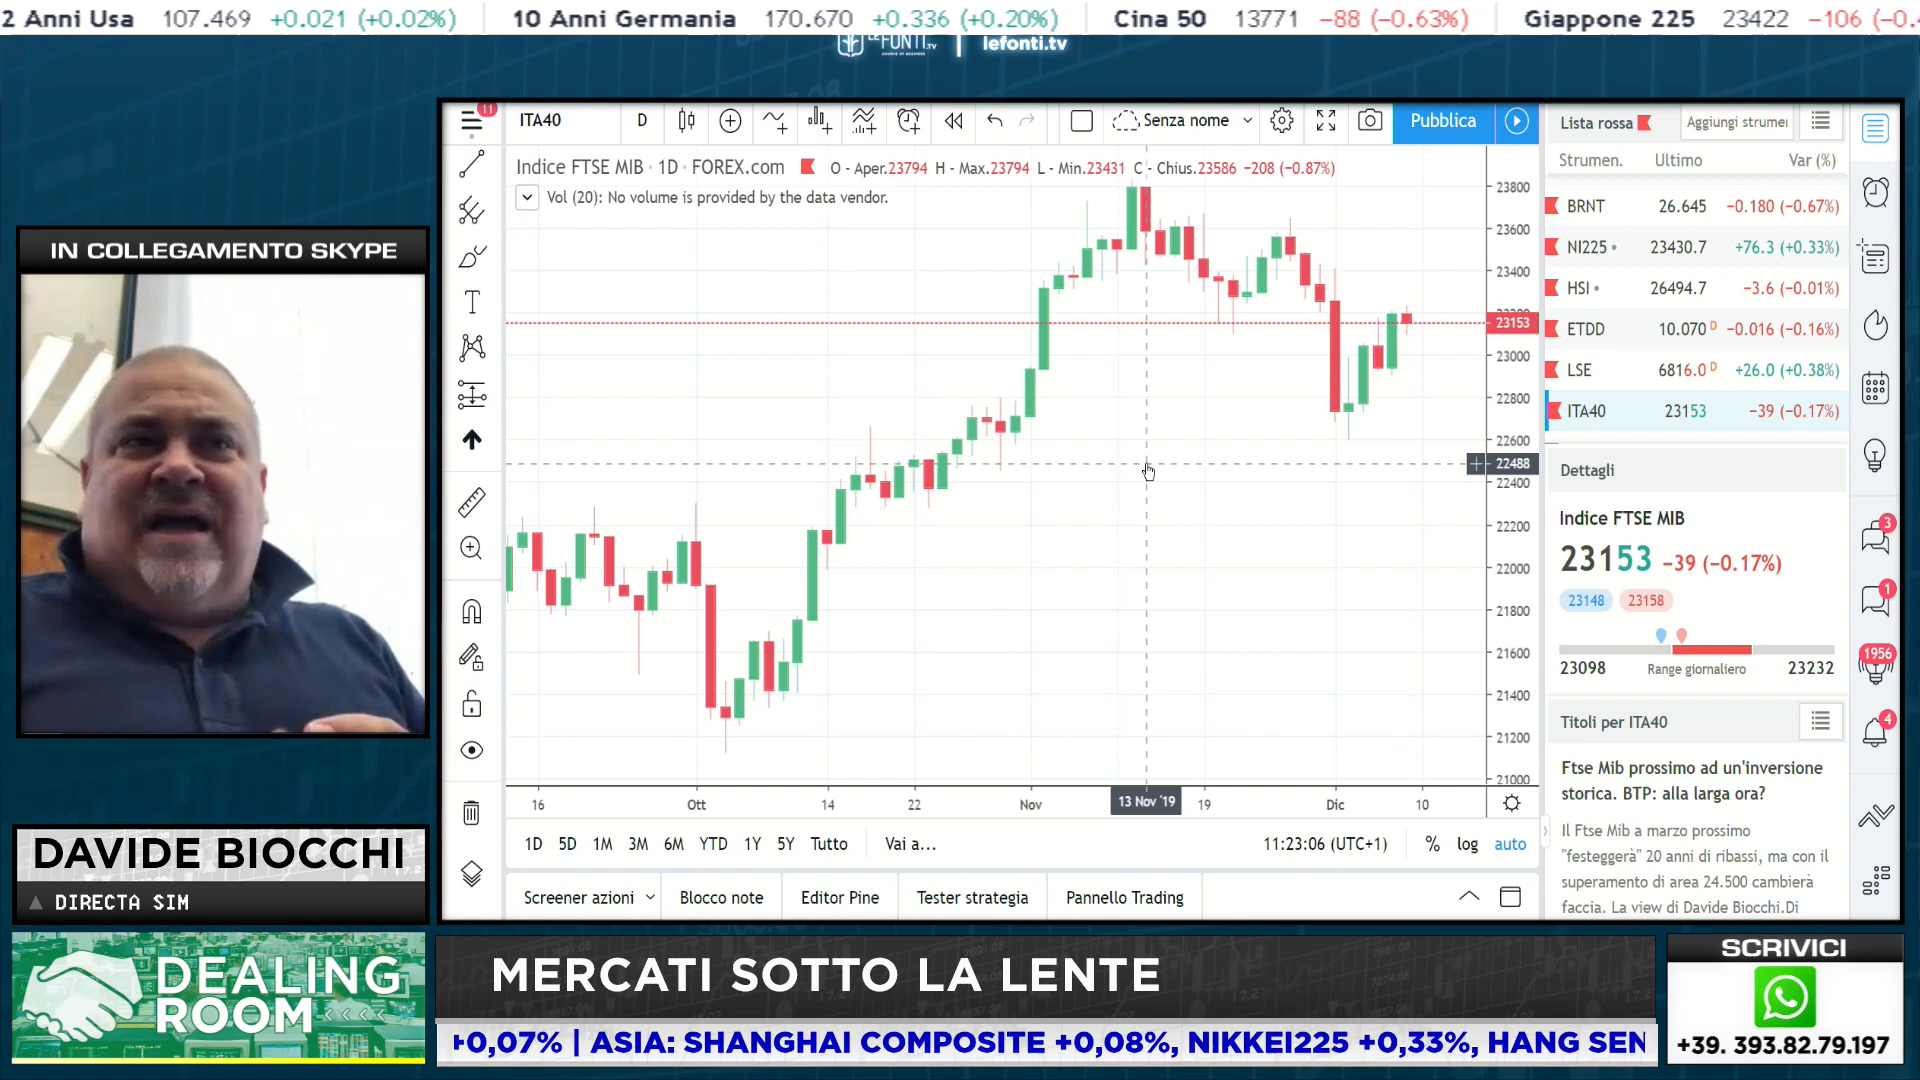 2 Anni Usa 107.469 +0.021 (+0.02%) 10 Anni Germania 170.670 +0.336 (+0.20%) Cina 50 13771 −88 (−0.63%) Giappone 225 23422 −106
LEFONTI.TV lefonti.tv
IN COLLEGAMENTO SKYPE
DAVIDE BIOCCHI
DIRECTA SIM
DEALING
ROOM
11
ITA40 D Senza nome Pubblica
Indice FTSE MIB · 1D · FOREX.com O - Aper.23794 H - Max.23794 L - Min.23431 C - Chius.23586 −208 (−0.87%)
Vol (20): No volume is provided by the data vendor.
23800
23600
23400
23153
23000
22800
22600
22488
22400
22200
22000
21800
21600
21400
21200
21000
16 Ott 14 22 Nov 13 Nov '19 19 Dic 10
1D 5D 1M 3M 6M YTD 1Y 5Y Tutto Vai a... 11:23:06 (UTC+1) % log auto
Screener azioni Blocco note Editor Pine Tester strategia Pannello Trading
Lista rossa Aggiungi strumen
Strumen. Ultimo Var (%)
BRNT 26.645 −0.180 (−0.67%)
NI225 23430.7 +76.3 (+0.33%)
HSI 26494.7 −3.6 (−0.01%)
ETDD 10.070 D −0.016 (−0.16%)
LSE 6816.0 D +26.0 (+0.38%)
ITA40 23153 −39 (−0.17%)
Dettagli
Indice FTSE MIB
23153 −39 (−0.17%)
23148 23158
23098 Range giornaliero 23232
Titoli per ITA40
Ftse Mib prossimo ad un'inversione
storica. BTP: alla larga ora?
Il Ftse Mib a marzo prossimo
"festeggerà" 20 anni di ribassi, ma con il
superamento di area 24.500 cambierà
faccia. La view di Davide Biocchi.Di
3
1
1956
4
MERCATI SOTTO LA LENTE
+0,07% | ASIA: SHANGHAI COMPOSITE +0,08%, NIKKEI225 +0,33%, HANG SEN
SCRIVICI
+39. 393.82.79.197